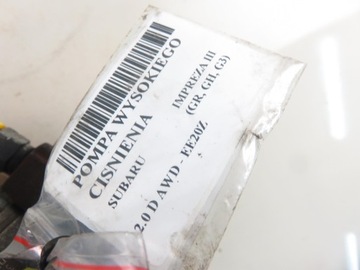 POMPA WYSOKIEGO
CIŚNIENIA
SUBARU IMPREZA III
(GR, GH, G3)
2.0 D AWD - EE20Z